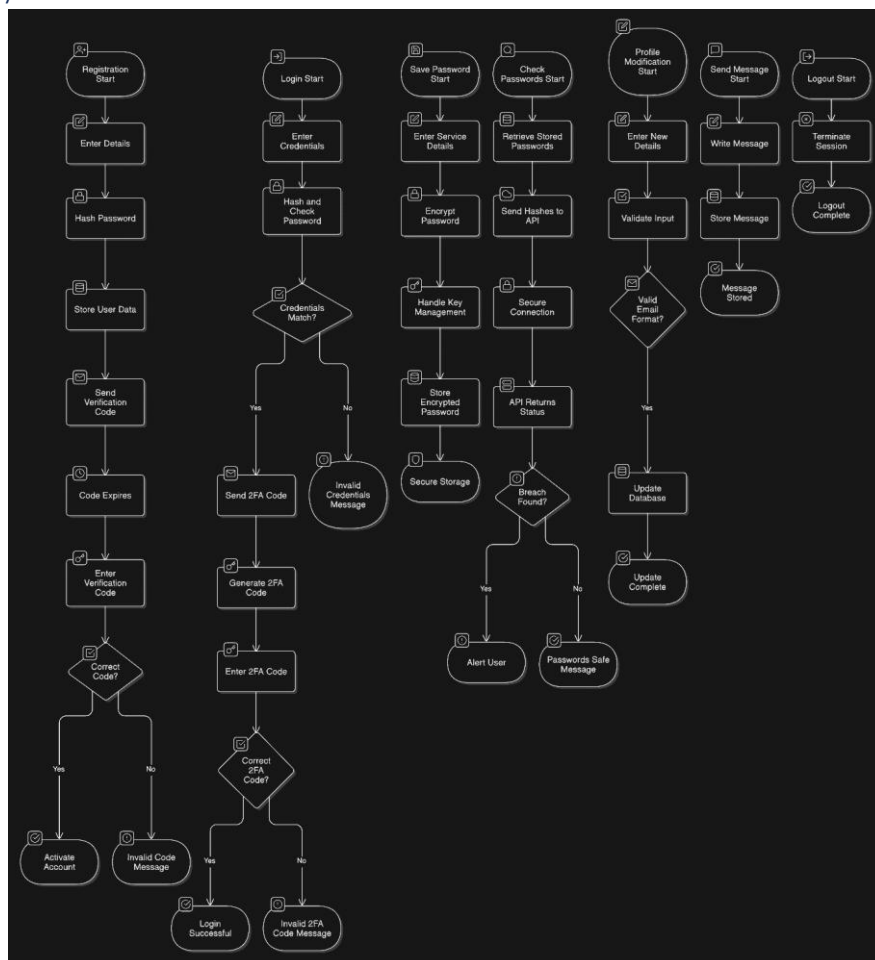 Registration
Start
Enter Details
Hash Password
Store User Data
Send
Verification
Code
Code Expires
Enter
Verification
Code
Correct
Code?
Yes
No
Activate
Account
Invalid Code
Message
Login Start
Enter
Credentials
Hash and
Check
Password
Credentials
Match?
Yes
No
Send 2FA Code
Invalid
Credentials
Message
Generate 2FA
Code
Enter 2FA Code
Correct
2FA
Code?
Yes
No
Login
Successful
Invalid 2FA
Code Message
Save Password
Start
Enter Service
Details
Encrypt
Password
Handle Key
Management
Store
Encrypted
Password
Secure Storage
Check
Passwords Start
Retrieve Stored
Passwords
Send Hashes to
API
Secure
Connection
API Returns
Status
Breach
Found?
Yes
No
Alert User
Passwords Safe
Message
Profile
Modification
Start
Enter New
Details
Validate Input
Valid
Email
Format?
Yes
Update
Database
Update
Complete
Send Message
Start
Write Message
Store Message
Message
Stored
Logout Start
Terminate
Session
Logout
Complete